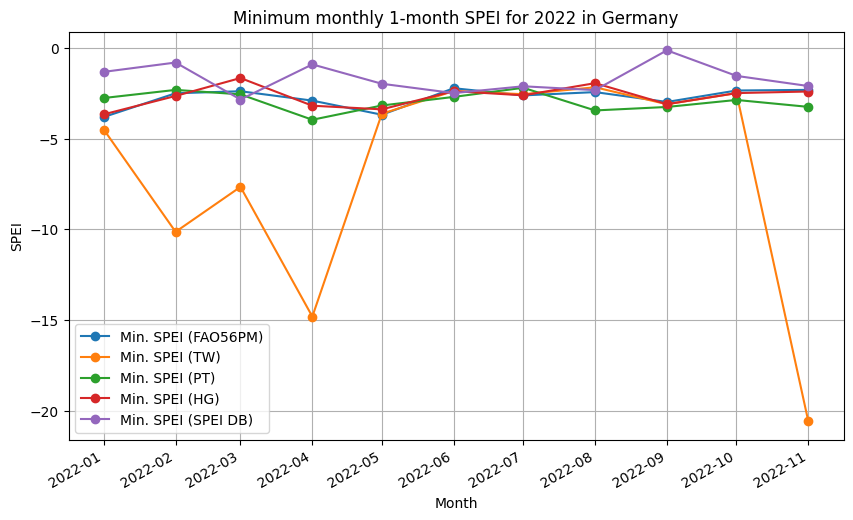 Minimum monthly 1-month SPEI for 2022 in Germany
SPEI
0
−5
−10
−15
−20
Min. SPEI (FAO56PM)
Min. SPEI (TW)
Min. SPEI (PT)
Min. SPEI (HG)
Min. SPEI (SPEI DB)
2022-01
2022-02
2022-03
2022-04
2022-05
2022-06
2022-07
2022-08
2022-09
2022-10
2022-11
Month